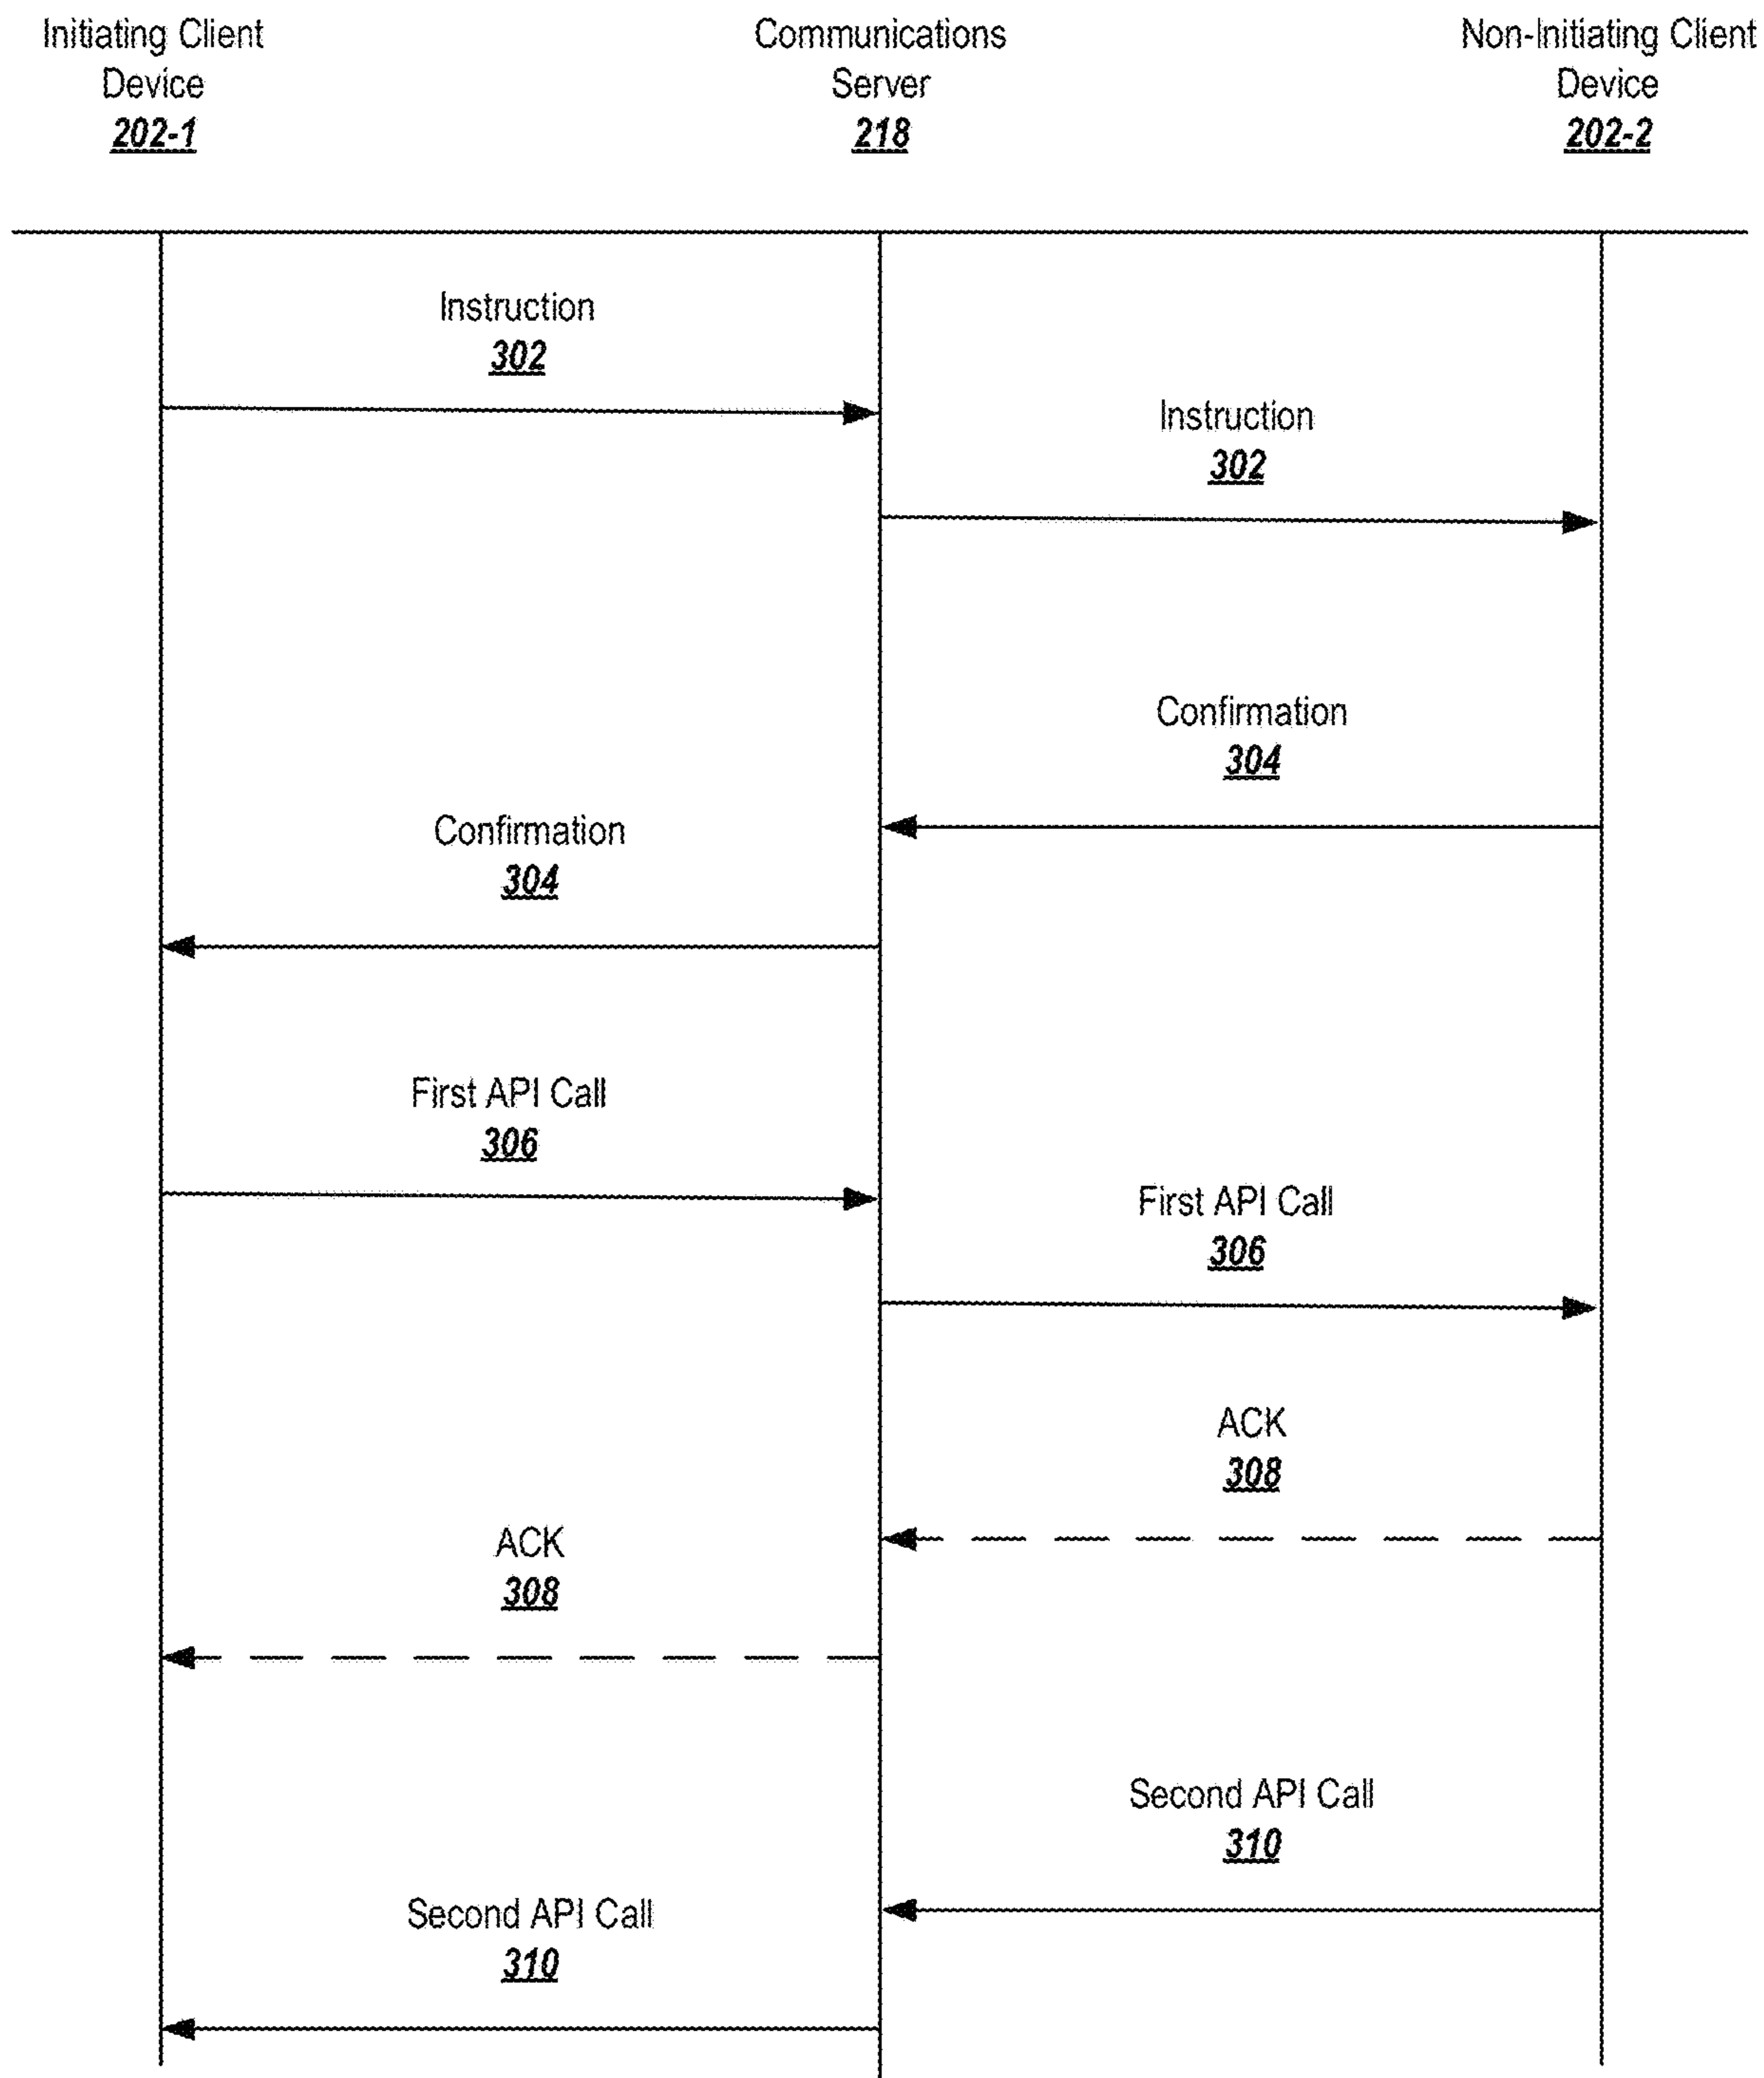 Initiating Client
Device
202-1
Communications
Server
218
Non-Initiating Client
Device
202-2
Instruction
302
Instruction
302
Confirmation
304
Confirmation
304
First API Call
306
First API Call
306
ACK
308
ACK
308
Second API Call
310
Second API Call
310